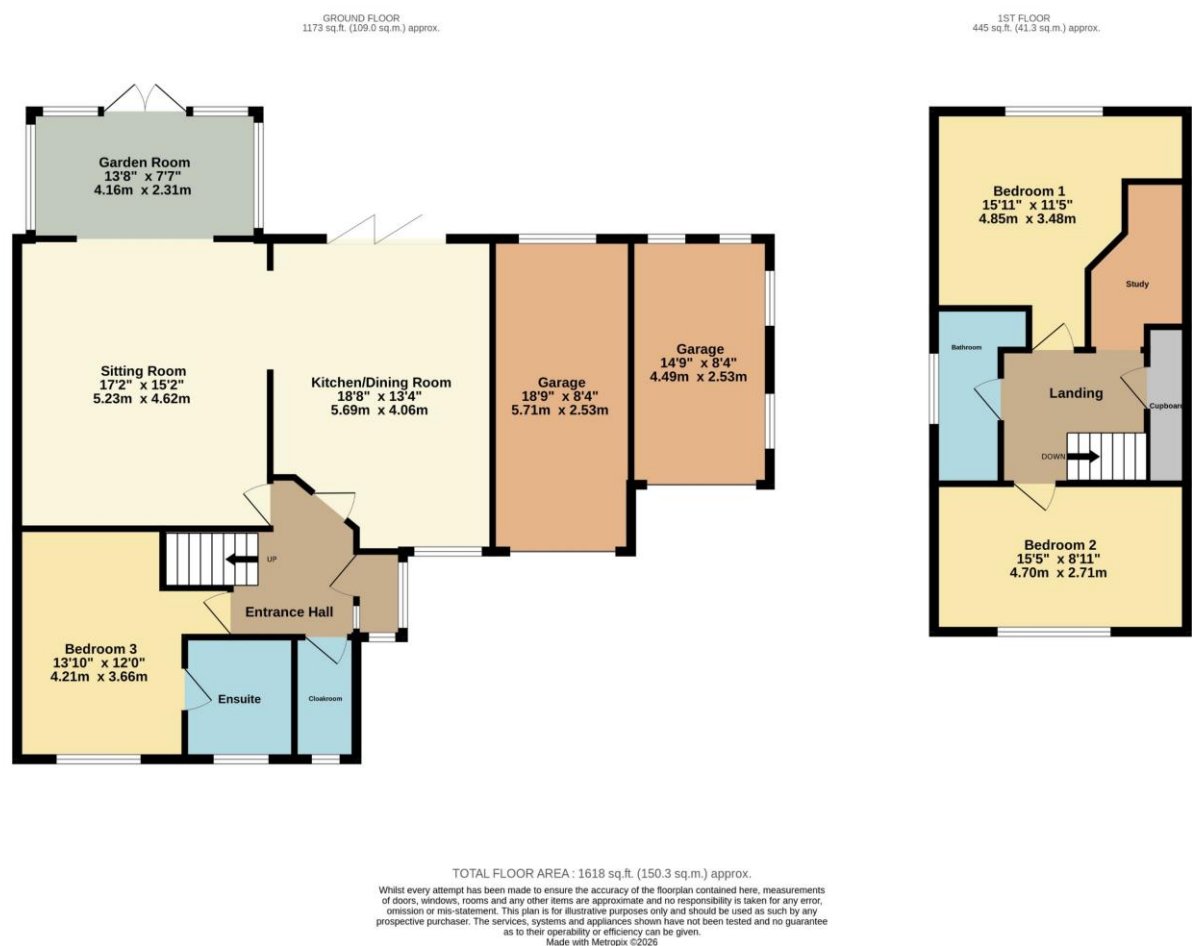 GROUND FLOOR
1173 sq.ft. (109.0 sq.m.) approx.
1ST FLOOR
445 sq.ft. (41.3 sq.m.) approx.
Garden Room
13'8" x 7'7"
4.16m x 2.31m
Sitting Room
17'2" x 15'2"
5.23m x 4.62m
Kitchen/Dining Room
18'8" x 13'4"
5.69m x 4.06m
Garage
18'9" x 8'4"
5.71m x 2.53m
Garage
14'9" x 8'4"
4.49m x 2.53m
UP
Entrance Hall
Bedroom 3
13'10" x 12'0"
4.21m x 3.66m
Ensuite
Cloakroom
Bedroom 1
15'11" x 11'5"
4.85m x 3.48m
Study
Bathroom
Landing
Cupboard
DOWN
Bedroom 2
15'5" x 8'11"
4.70m x 2.71m
TOTAL FLOOR AREA : 1618 sq.ft. (150.3 sq.m.) approx.
Whilst every attempt has been made to ensure the accuracy of the floorplan contained here, measurements
of doors, windows, rooms and any other items are approximate and no responsibility is taken for any error,
omission or mis-statement. This plan is for illustrative purposes only and should be used as such by any
prospective purchaser. The services, systems and appliances shown have not been tested and no guarantee
as to their operability or efficiency can be given.
Made with Metropix ©2026